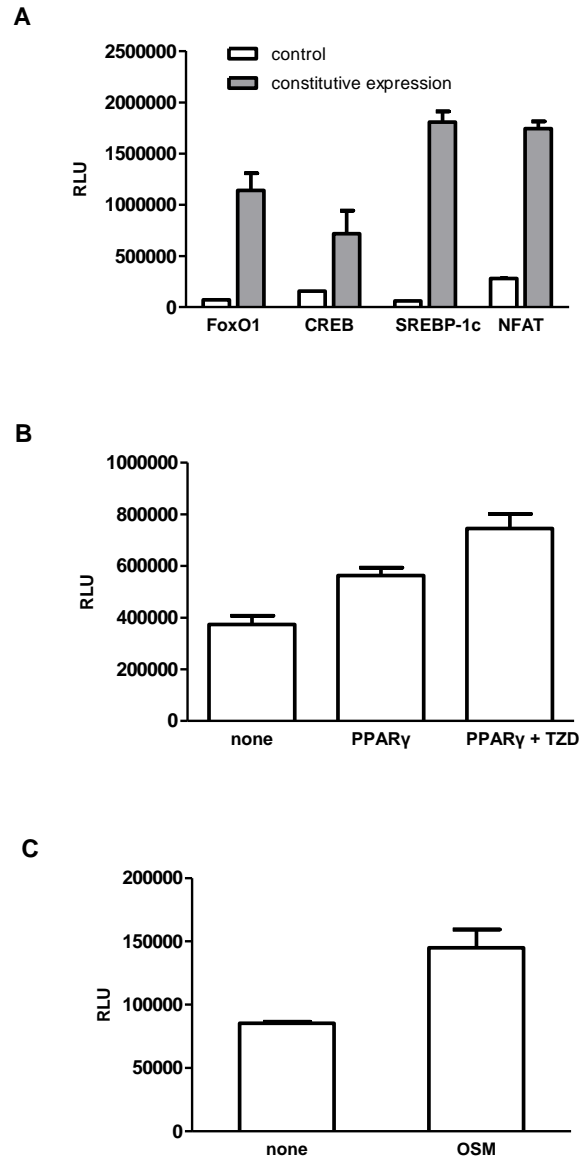 A
2500000
2000000
1500000
1000000
500000
0
RLU
control
constitutive expression
FoxO1 CREB SREBP-1c NFAT
B
1000000
800000
600000
400000
200000
0
RLU
none PPARγ PPARγ + TZD
C
200000
150000
100000
50000
0
RLU
none OSM